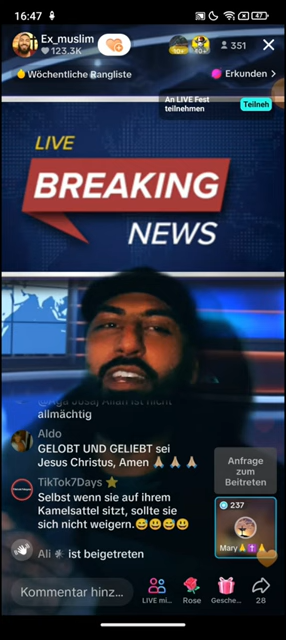 16:47
47
Ex_muslim
123.3K
351
Wöchentliche Rangliste
Erkunden >
An LIVE Fest
teilnehmen
Teilneh
LIVE
BREAKING
NEWS
allmächtig
Aldo
GELOBT UND GELIEBT sei
Jesus Christus, Amen 🙏🙏🙏
TikTok7Days ⭐
Selbst wenn sie auf ihrem
Kamelsattel sitzt, sollte sie
sich nicht weigern.😅😄😅😄
Anfrage
zum
Beitreten
237
Mary🙏✝️🙏
Ali ist beigetreten
Kommentar hinz...
LIVE mi...
Rose
Gesche...
28